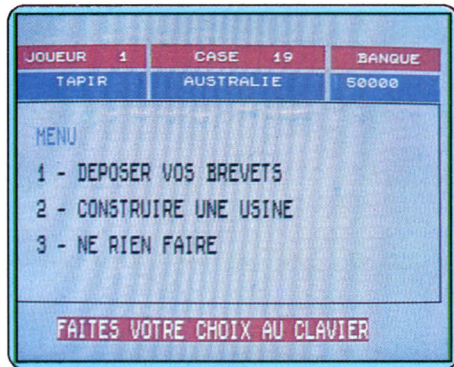 JOUEUR 1 CASE 19 BANQUE
TAPIR AUSTRALIE 50000
MENU
1 - DEPOSER VOS BREVETS
2 - CONSTRUIRE UNE USINE
3 - NE RIEN FAIRE
FAITES VOTRE CHOIX AU CLAVIER